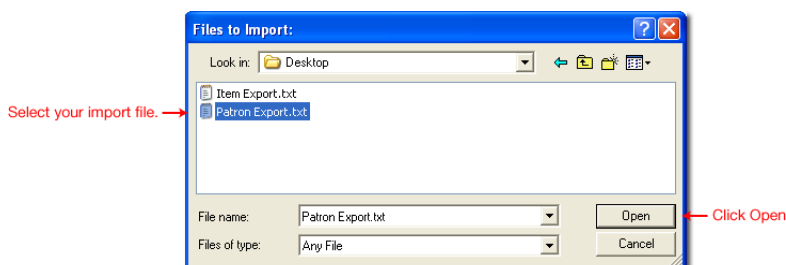 Files to Import:
Look in: Desktop
Item Export.txt
Select your import file.
Patron Export.txt
File name: Patron Export.txt Open
Click Open
Files of type: Any File Cancel